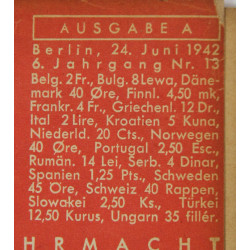 AUSGABE A
Berlin, 24. Juni 1942
6. Jahrgang Nr. 13
Belg. 2 Fr., Bulg. 8 Lewa, Däne-
mark 40 Øre, Finnl. 4,50 mk,
Frankr. 4 Fr., Griechenl. 12 Dr.,
Ital 2 Lire, Kroatien 5 Kuna,
Niederld. 20 Cts., Norwegen
40 Øre, Portugal 2,50 Esc.,
Rumän. 14 Lei, Serb. 4 Dinar,
Spanien 1,25 Pts., Schweden
45 Öre, Schweiz 40 Rappen,
Slowakei 2,50 Ks., Türkei
12,50 Kurus, Ungarn 35 fillér.
HRMACHT